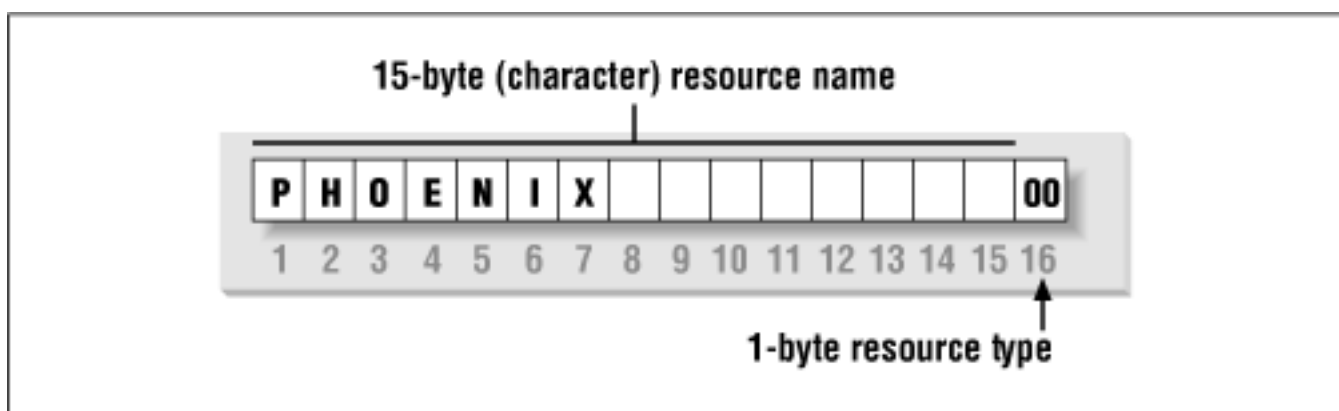 15-byte (character) resource name
P H O E N I X 00
1 2 3 4 5 6 7 8 9 10 11 12 13 14 15 16
1-byte resource type